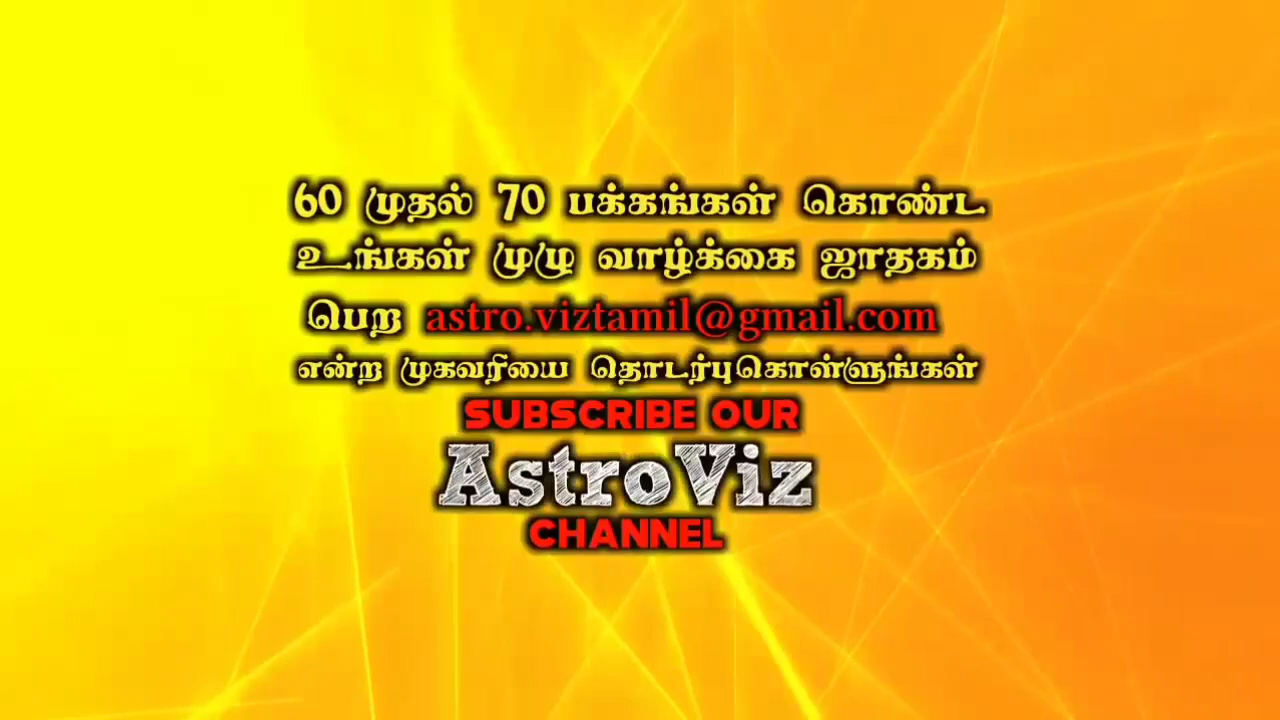 60 முதல் 70 பக்கங்கள் கொண்ட
உங்கள் முழு வாழ்க்கை ஜாதகம்
பெற astro.viztamil@gmail.com
என்ற முகவரியை தொடர்புகொள்ளுங்கள்
SUBSCRIBE OUR
AstroViz
CHANNEL